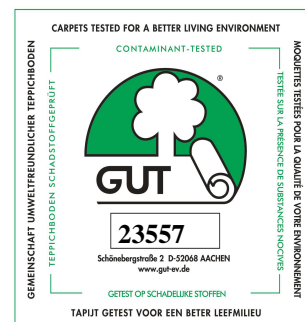 CARPETS TESTED FOR A BETTER LIVING ENVIRONMENT
CONTAMINANT-TESTED
GEMEINSCHAFT UMWELTFREUNDLICHER TEPPICHBODEN
TEPPICHBODEN SCHADSTOFFGEPRÜFT
MOQUETTES TESTÉES POUR LA QUALITÉ DE VOTRE ENVIRONNEMENT
TESTÉE SUR LA PRÉSENCE DE SUBSTANCES NOCIVES
®
GUT
23557
Schönebergstraße 2 D-52068 AACHEN
www.gut-ev.de
GETEST OP SCHADELIJKE STOFFEN
TAPIJT GETEST VOOR EEN BETER LEEFMILIEU